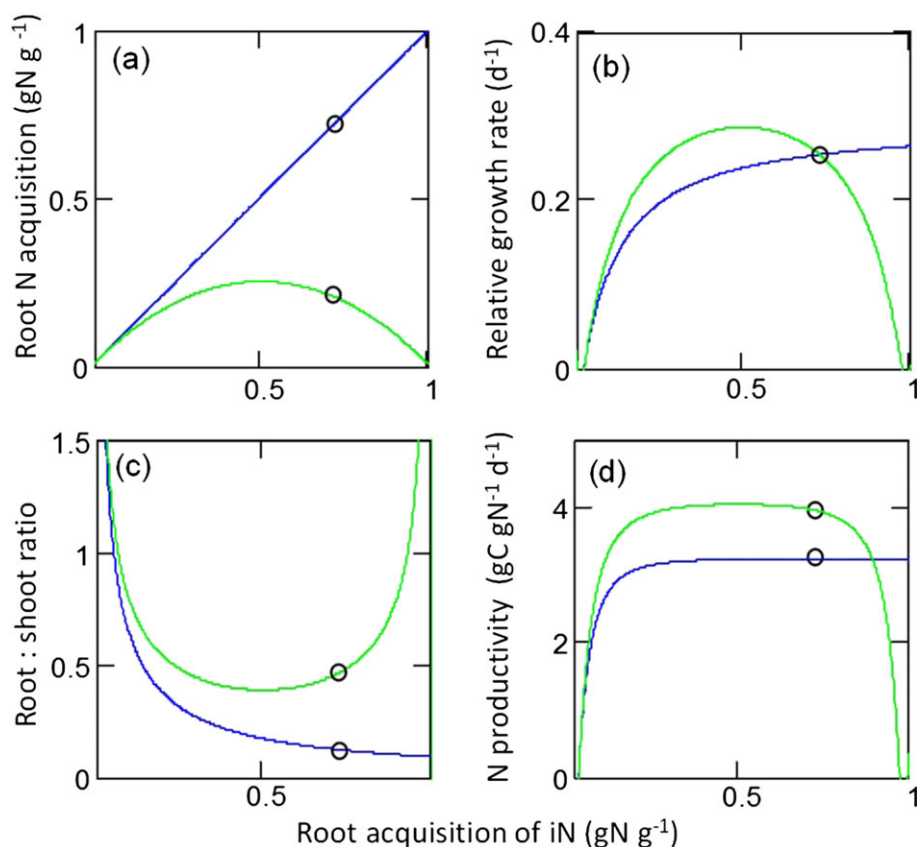 Root N acquisition (gN g⁻¹)
1
0.5
0
(a)
0.5
1
Relative growth rate (d⁻¹)
0.4
0.2
0
(b)
0.5
1
Root : shoot ratio
1.5
1
0.5
0
(c)
0.5
N productivity (gC gN⁻¹ d⁻¹)
4
2
0
(d)
0.5
1
Root acquisition of iN (gN g⁻¹)